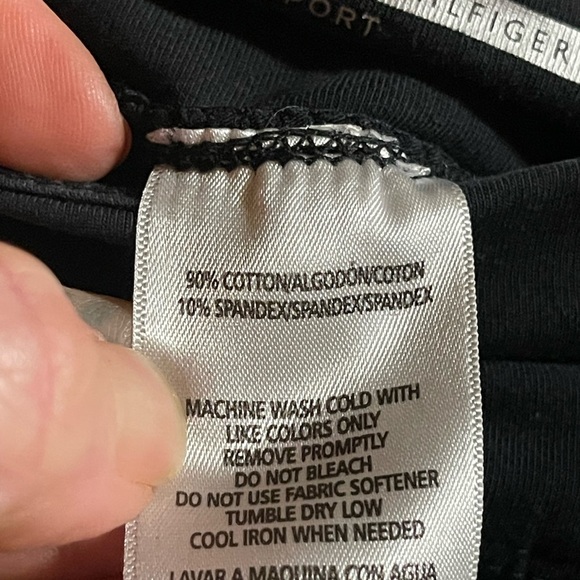 PORT
HILFIGER
90% COTTON/ALGODÓN/COTON
10% SPANDEX/SPANDEX/SPANDEX
MACHINE WASH COLD WITH
LIKE COLORS ONLY
REMOVE PROMPTLY
DO NOT BLEACH
DO NOT USE FABRIC SOFTENER
TUMBLE DRY LOW
COOL IRON WHEN NEEDED
LAVAR A MAQUINA CON AGUA